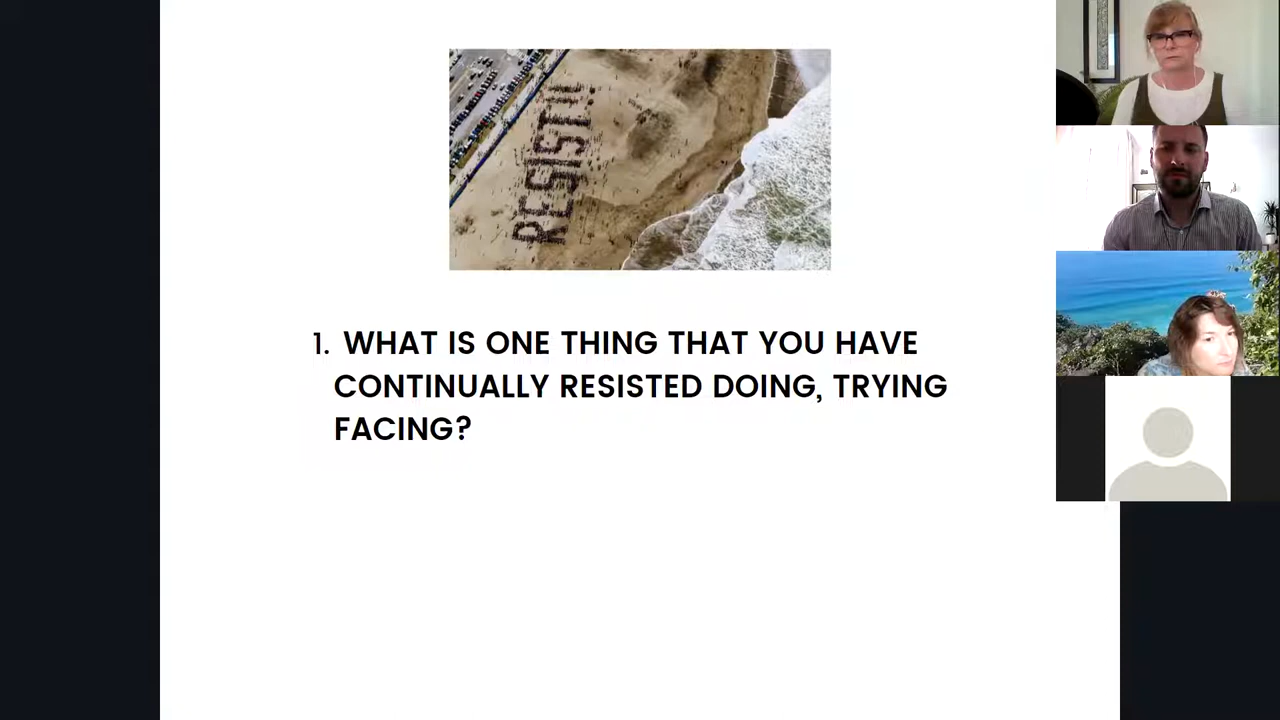 RESIST!!
1. WHAT IS ONE THING THAT YOU HAVE
CONTINUALLY RESISTED DOING, TRYING
FACING?